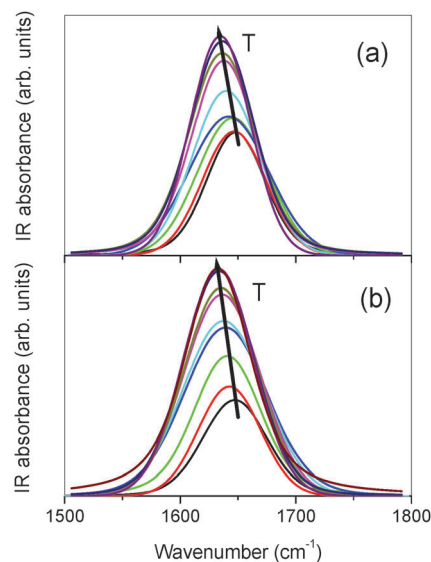 (a)
T
IR absorbance (arb. units)
(b)
T
IR absorbance (arb. units)
1500 1600 1700 1800
Wavenumber (cm⁻¹)